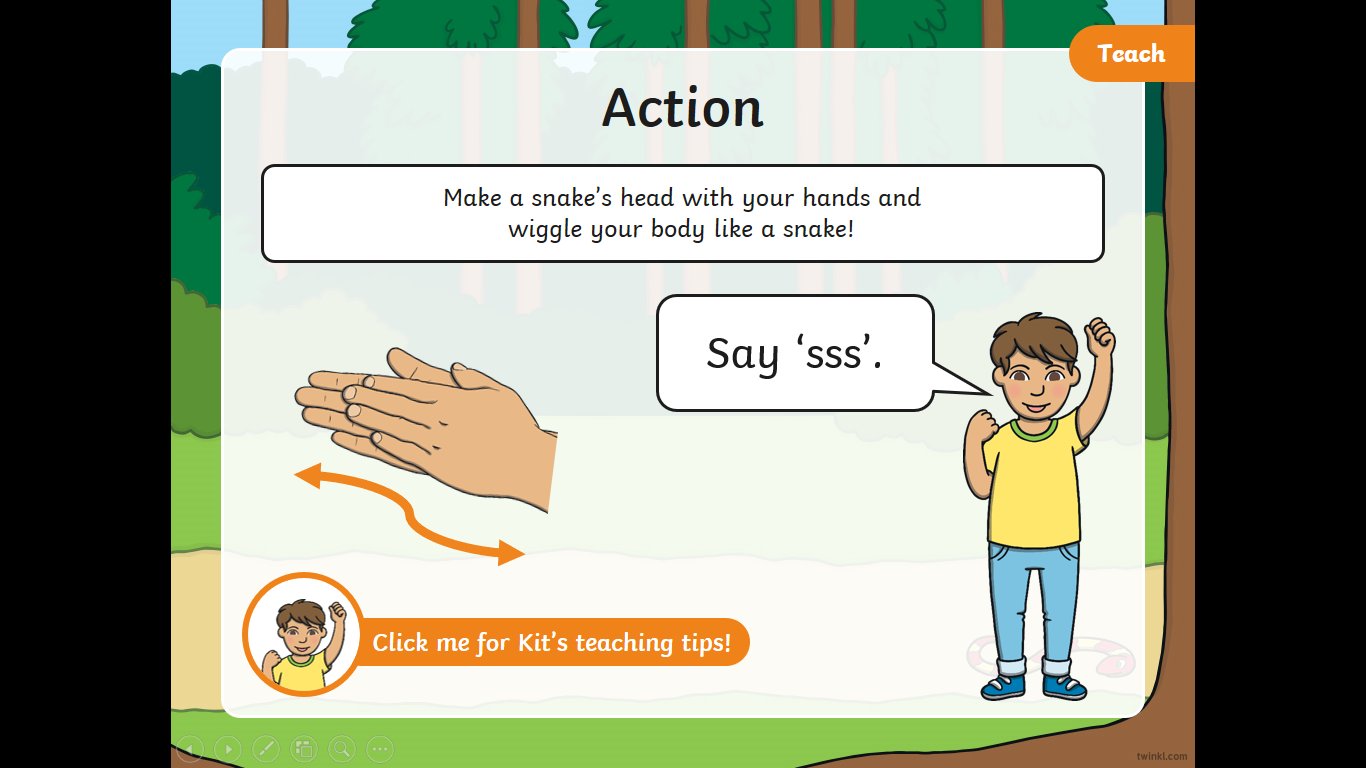 Teach
Action
Make a snake’s head with your hands and
wiggle your body like a snake!
Say ‘sss’.
Click me for Kit’s teaching tips!
twinkl.com